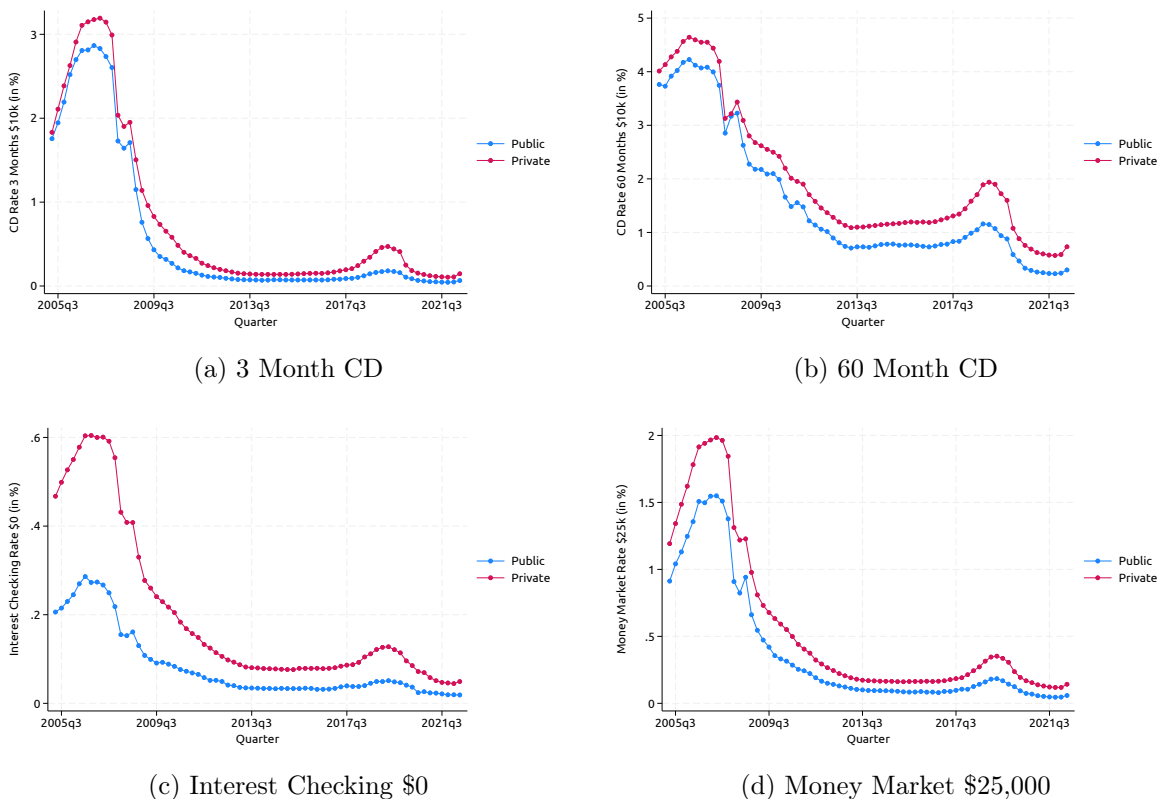 CD Rate 3 Months $10k (in %)
3
2
1
0
2005q3 2009q3 2013q3 2017q3 2021q3
Quarter
Public
Private
(a) 3 Month CD
CD Rate 60 Months $10k (in %)
5
4
3
2
1
0
2005q3 2009q3 2013q3 2017q3 2021q3
Quarter
Public
Private
(b) 60 Month CD
Interest Checking Rate $0 (in %)
.6
.4
.2
0
2005q3 2009q3 2013q3 2017q3 2021q3
Quarter
Public
Private
(c) Interest Checking $0
Money Market Rate $25k (in %)
2
1.5
1
.5
0
2005q3 2009q3 2013q3 2017q3 2021q3
Quarter
Public
Private
(d) Money Market $25,000